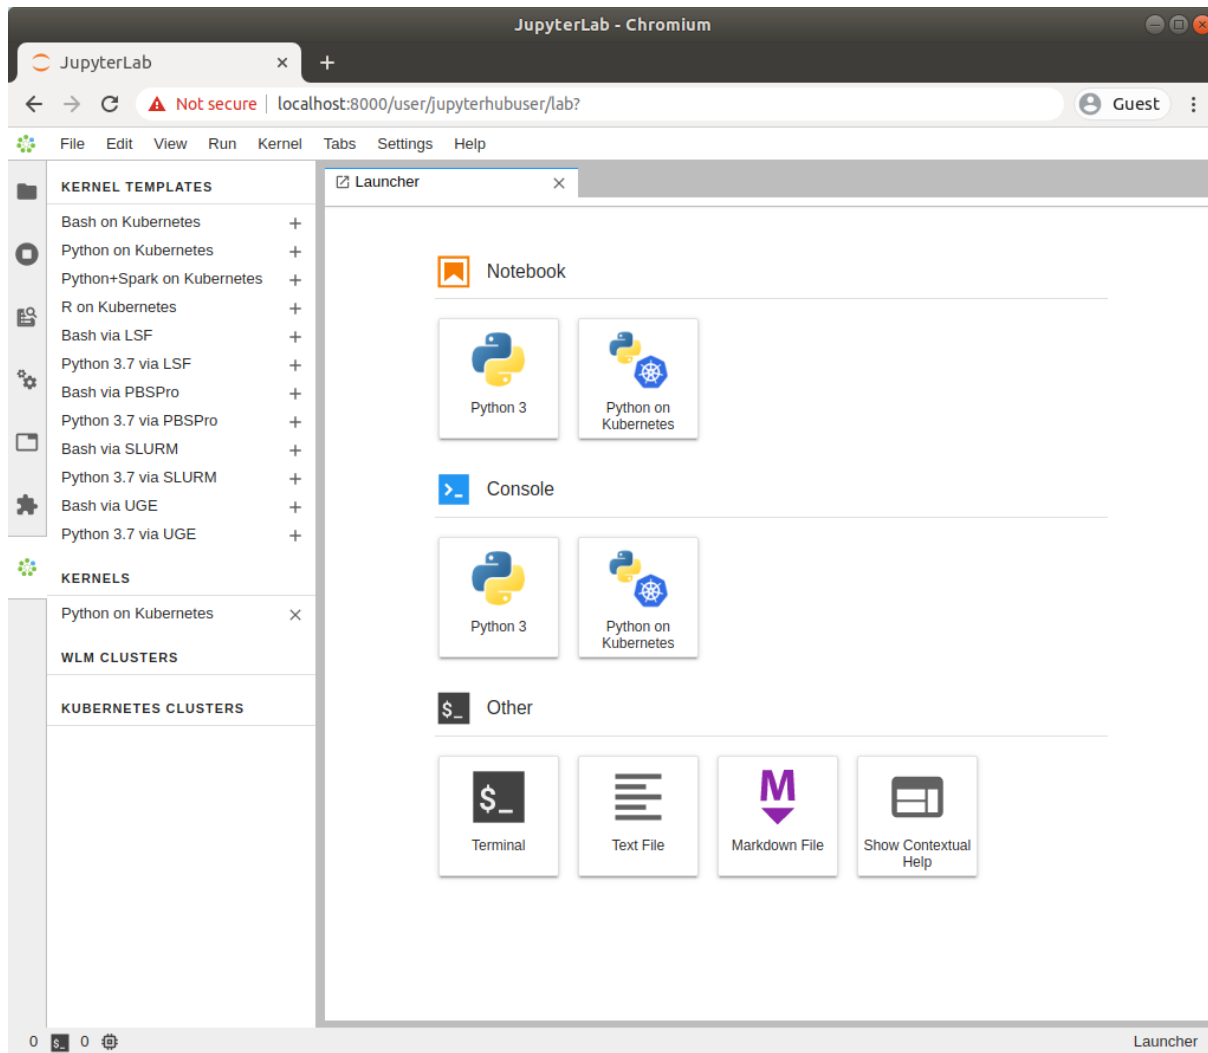 JupyterLab - Chromium
JupyterLab
Not secure localhost:8000/user/jupyterhubuser/lab? Guest
File Edit View Run Kernel Tabs Settings Help
KERNEL TEMPLATES
Bash on Kubernetes
Python on Kubernetes
Python+Spark on Kubernetes
R on Kubernetes
Bash via LSF
Python 3.7 via LSF
Bash via PBSPro
Python 3.7 via PBSPro
Bash via SLURM
Python 3.7 via SLURM
Bash via UGE
Python 3.7 via UGE
KERNELS
Python on Kubernetes
WLM CLUSTERS
KUBERNETES CLUSTERS
Launcher
Notebook
Python 3
Python on
Kubernetes
Console
Python 3
Python on
Kubernetes
$_ Other
$_
Terminal
Text File
M
Markdown File
Show Contextual
Help
0 $_ 0 Launcher